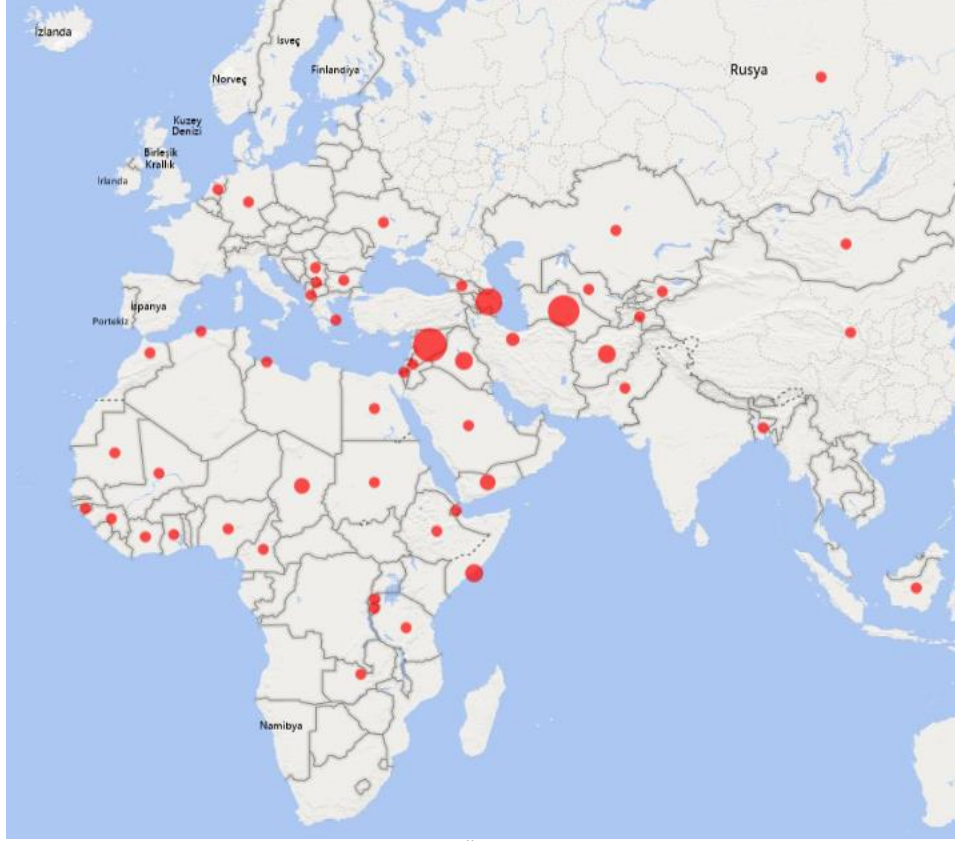 İzlanda
İsveç
Finlandiya
Norveç
Rusya
Kuzey
Denizi
Birleşik
Krallık
İrlanda
İspanya
Portekiz
Namibya